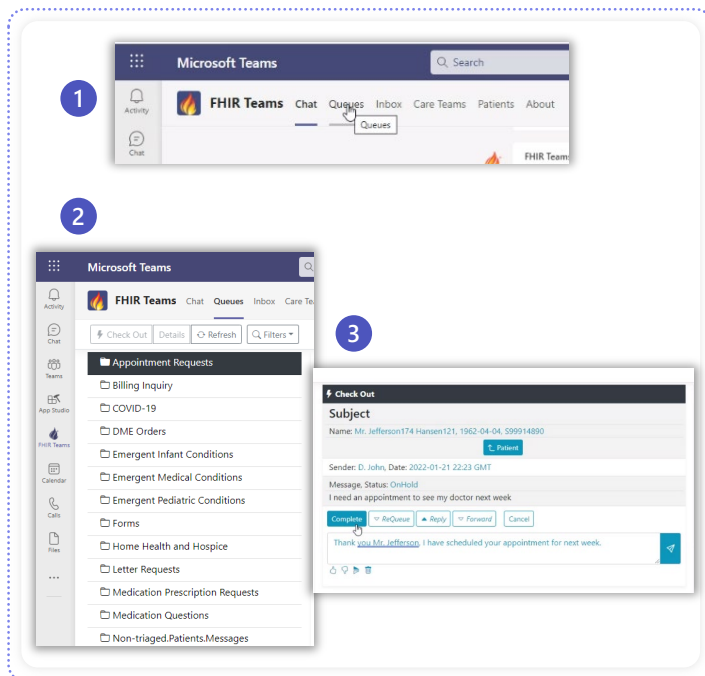 1
Microsoft Teams
Search
Activity
FHIR Teams Chat Queues Inbox Care Teams Patients About
Queues
Chat
FHIR Teams
2
Microsoft Teams
Activity
FHIR Teams Chat Queues Inbox Care
Check Out Details Refresh Filters
Chat
Teams
App Studio
FHIR Teams
Calendar
Calls
Files
Appointment Requests
Billing Inquiry
COVID-19
DME Orders
Emergent Infant Conditions
Emergent Medical Conditions
Emergent Pediatric Conditions
Forms
Home Health and Hospice
Letter Requests
Medication Prescription Requests
Medication Questions
Non-triaged.Patients.Messages
3
Check Out
Subject
Name: Mr. Jefferson174 Hansen121, 1962-04-04, S99914890
Patient
Sender: D. John, Date: 2022-01-21 22:23 GMT
Message, Status: OnHold
I need an appointment to see my doctor next week
Complete ReQueue Reply Forward Cancel
Thank you Mr. Jefferson. I have scheduled your appointment for next week.